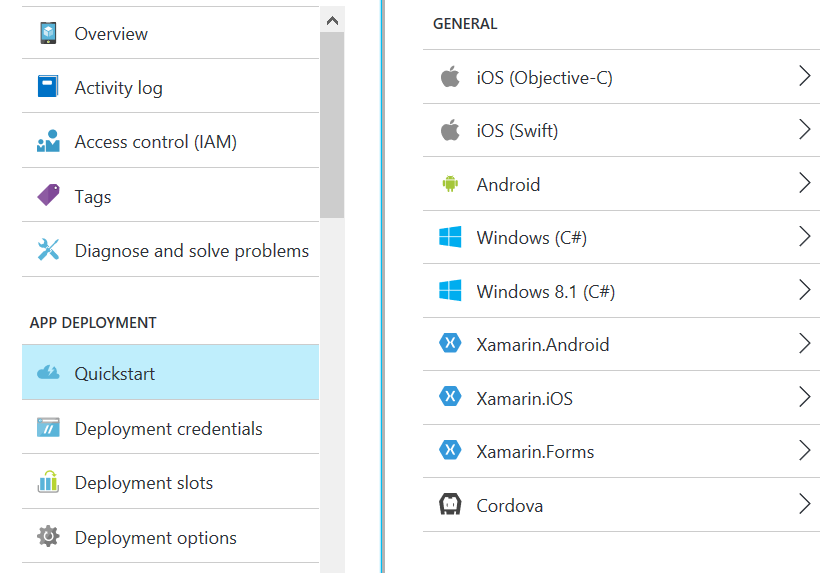 Overview
Activity log
Access control (IAM)
Tags
Diagnose and solve problems
APP DEPLOYMENT
Quickstart
Deployment credentials
Deployment slots
Deployment options
GENERAL
iOS (Objective-C)
iOS (Swift)
Android
Windows (C#)
Windows 8.1 (C#)
Xamarin.Android
Xamarin.iOS
Xamarin.Forms
Cordova